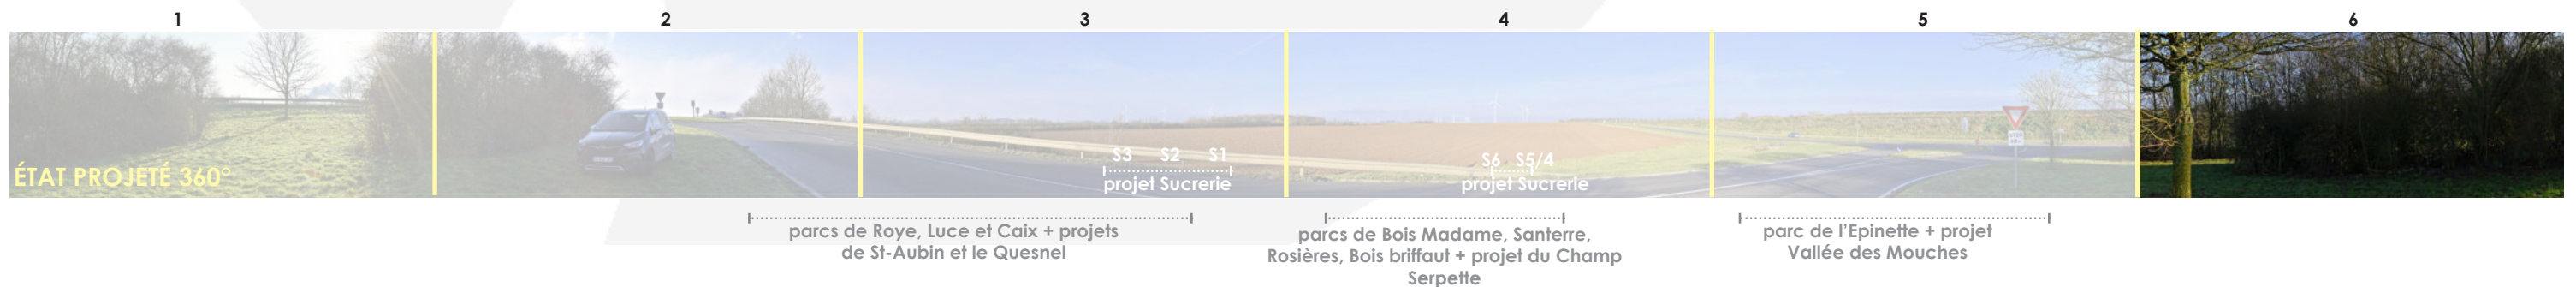 1 2 3 4 5 6
ÉTAT PROJETÉ 360°
S3 S2 S1
projet Sucrerie
S6 S5/4
projet Sucrerie
parcs de Roye, Luce et Caix + projets
de St-Aubin et le Quesnel
parcs de Bois Madame, Santerre,
Rosières, Bois briffaut + projet du Champ
Serpette
parc de l'Epinette + projet
Vallée des Mouches